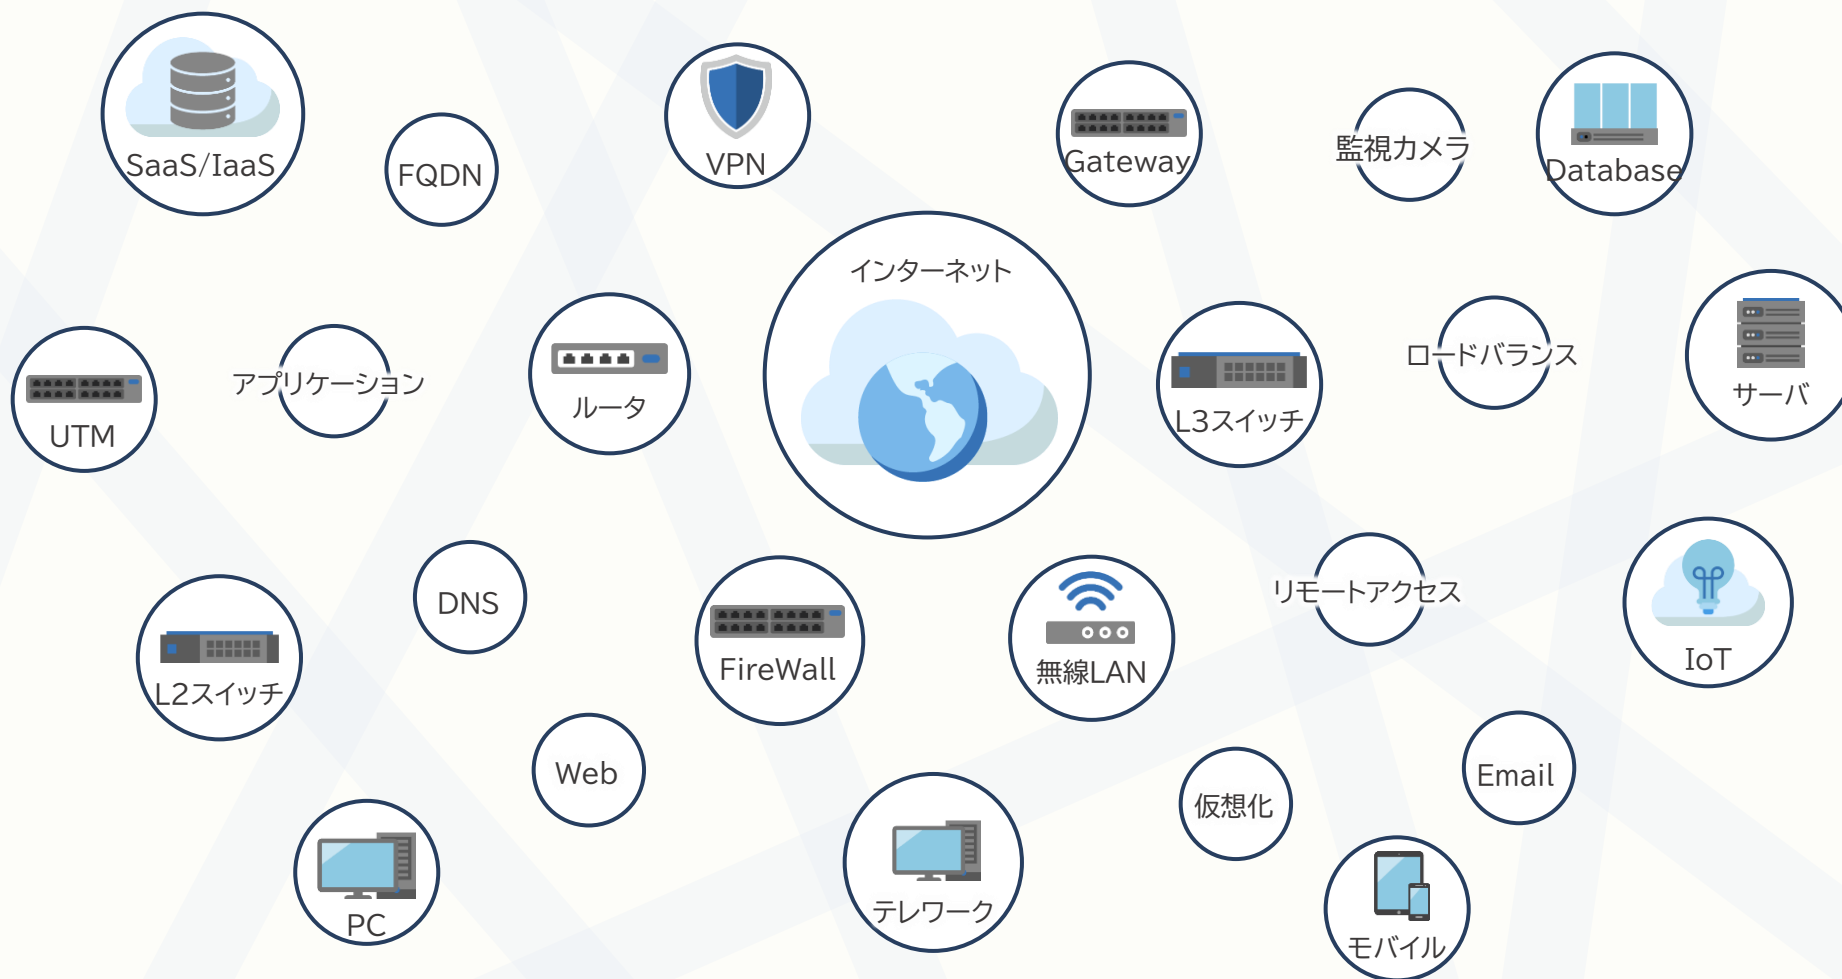 SaaS/IaaS
FQDN
VPN
Gateway
監視カメラ
Database
インターネット
UTM
アプリケーション
ルータ
L3スイッチ
ロードバランス
サーバ
L2スイッチ
DNS
FireWall
無線LAN
リモートアクセス
IoT
Web
仮想化
Email
PC
テレワーク
モバイル